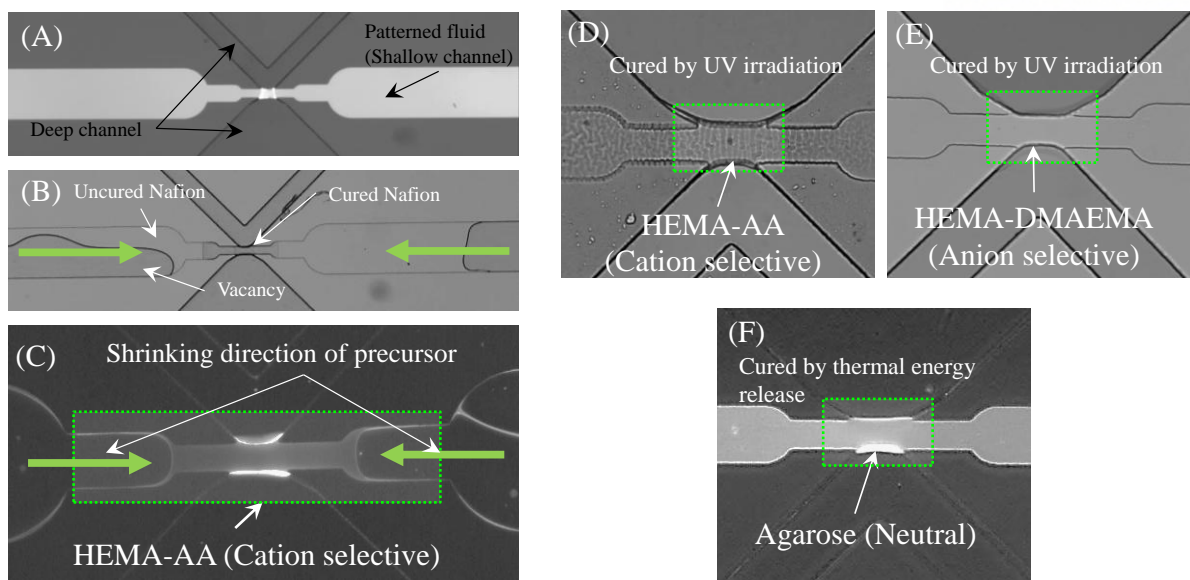 (A)
Patterned fluid
(Shallow channel)
Deep channel
(B)
Uncured Nafion
Cured Nafion
Vacancy
(C)
Shrinking direction of precursor
HEMA-AA (Cation selective)
(D)
Cured by UV irradiation
HEMA-AA
(Cation selective)
(E)
Cured by UV irradiation
HEMA-DMAEMA
(Anion selective)
(F)
Cured by thermal energy
release
Agarose (Neutral)